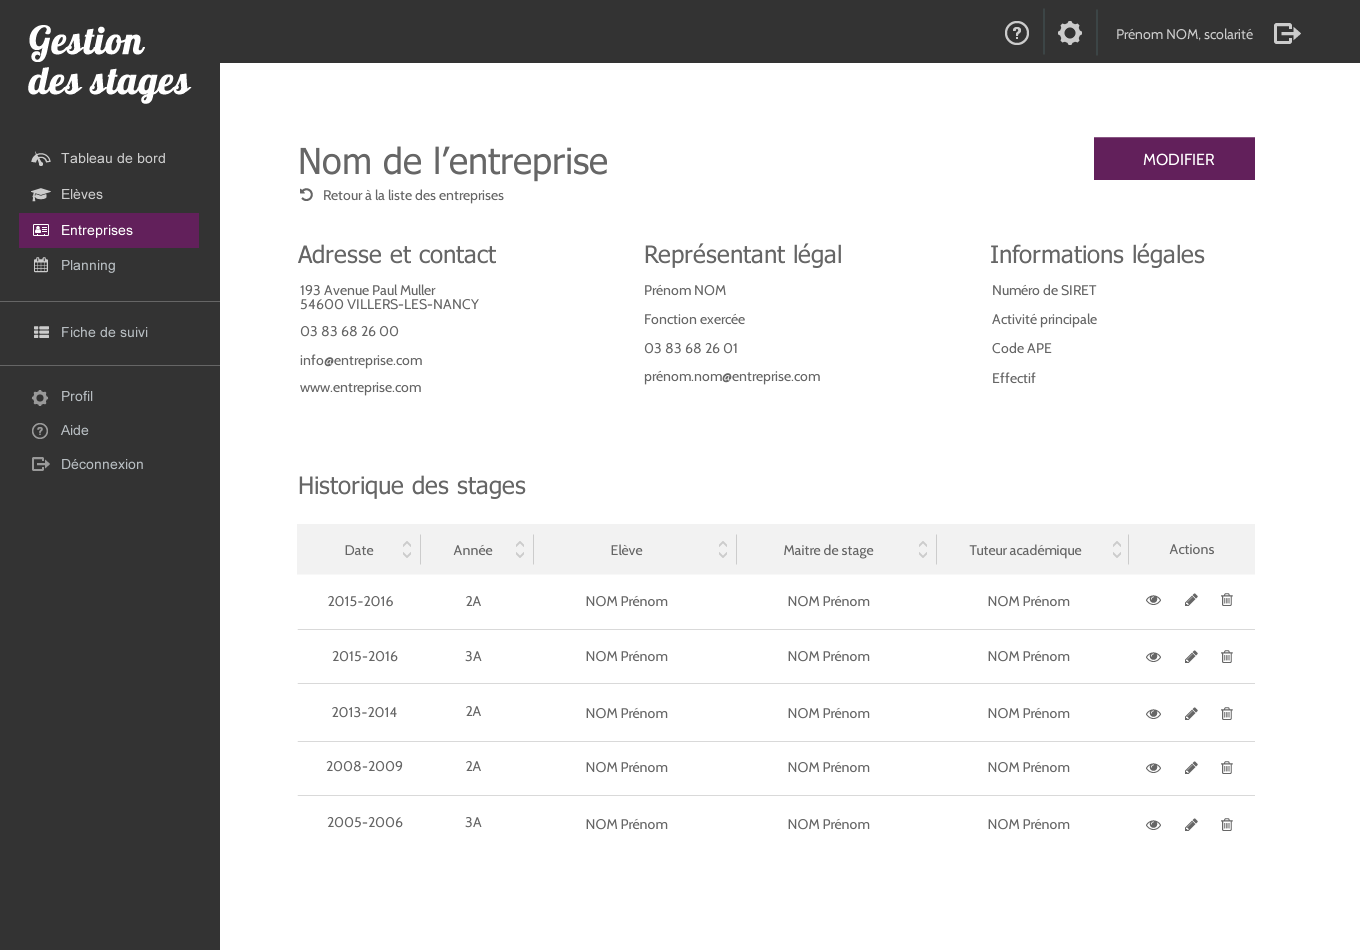 Gestion
des stages
Prénom NOM, scolarité
Tableau de bord
Elèves
Entreprises
Planning
Fiche de suivi
Profil
Aide
Déconnexion
Nom de l’entreprise
MODIFIER
Retour à la liste des entreprises
Adresse et contact
193 Avenue Paul Muller
54600 VILLERS-LES-NANCY
03 83 68 26 00
info@entreprise.com
www.entreprise.com
Représentant légal
Prénom NOM
Fonction exercée
03 83 68 26 01
prénom.nom@entreprise.com
Informations légales
Numéro de SIRET
Activité principale
Code APE
Effectif
Historique des stages
Date Année Elève Maitre de stage Tuteur académique Actions
2015-2016 2A NOM Prénom NOM Prénom NOM Prénom
2015-2016 3A NOM Prénom NOM Prénom NOM Prénom
2013-2014 2A NOM Prénom NOM Prénom NOM Prénom
2008-2009 2A NOM Prénom NOM Prénom NOM Prénom
2005-2006 3A NOM Prénom NOM Prénom NOM Prénom